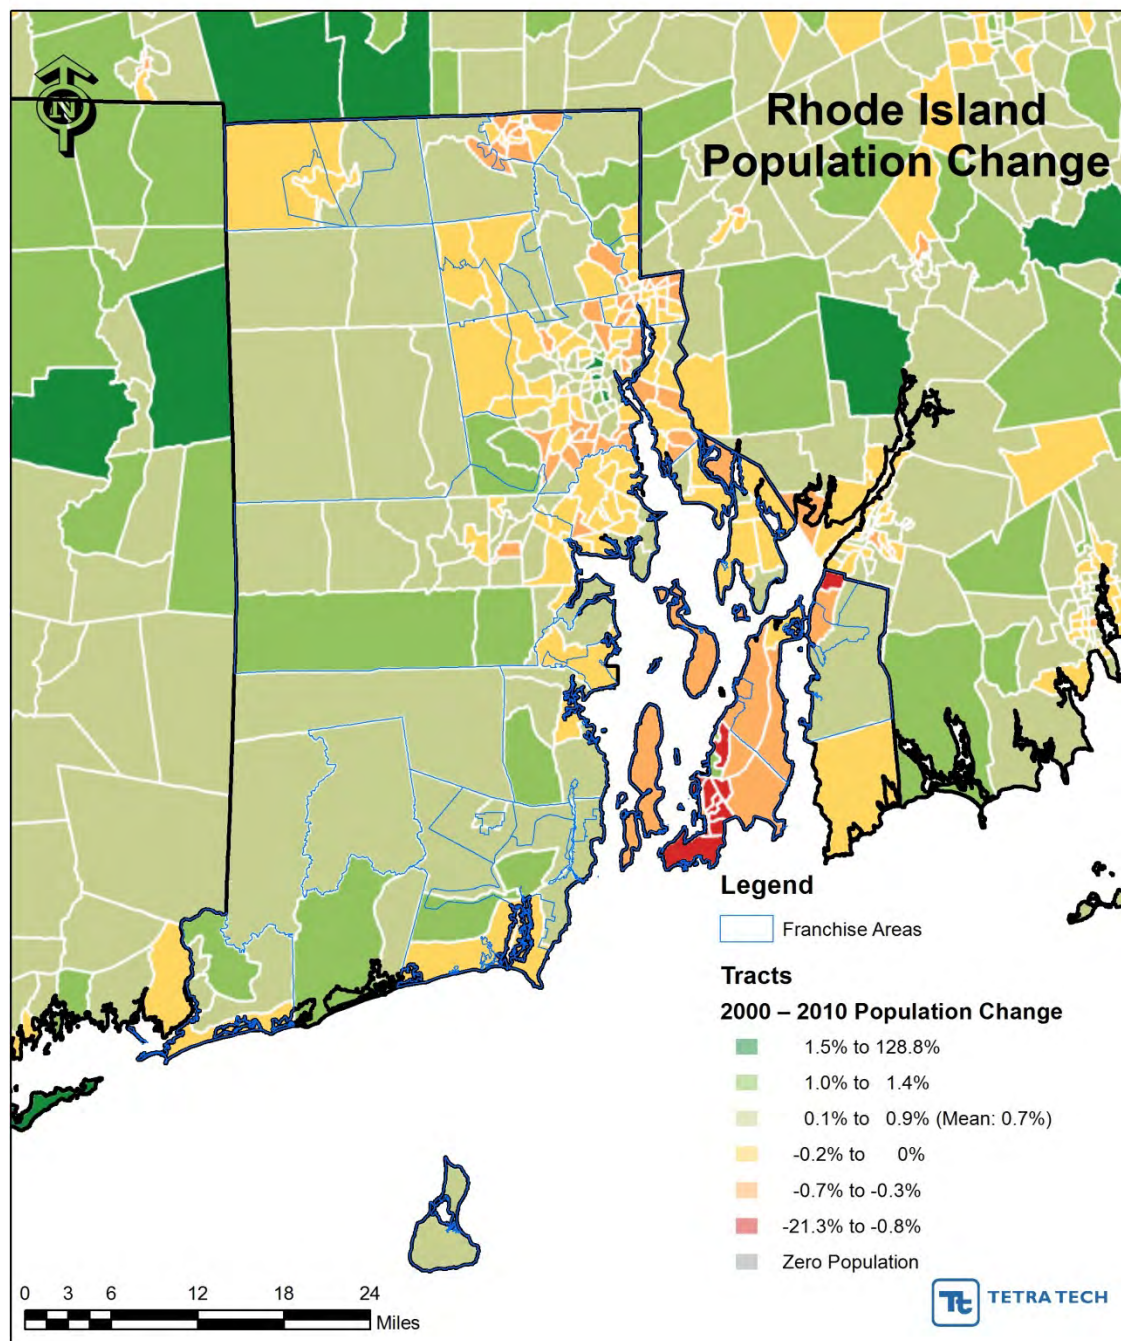 N
Rhode Island
Population Change
Legend
Franchise Areas
Tracts
2000 – 2010 Population Change
1.5% to 128.8%
1.0% to 1.4%
0.1% to 0.9% (Mean: 0.7%)
-0.2% to 0%
-0.7% to -0.3%
-21.3% to -0.8%
Zero Population
0 3 6 12 18 24
Miles
Tt TETRA TECH